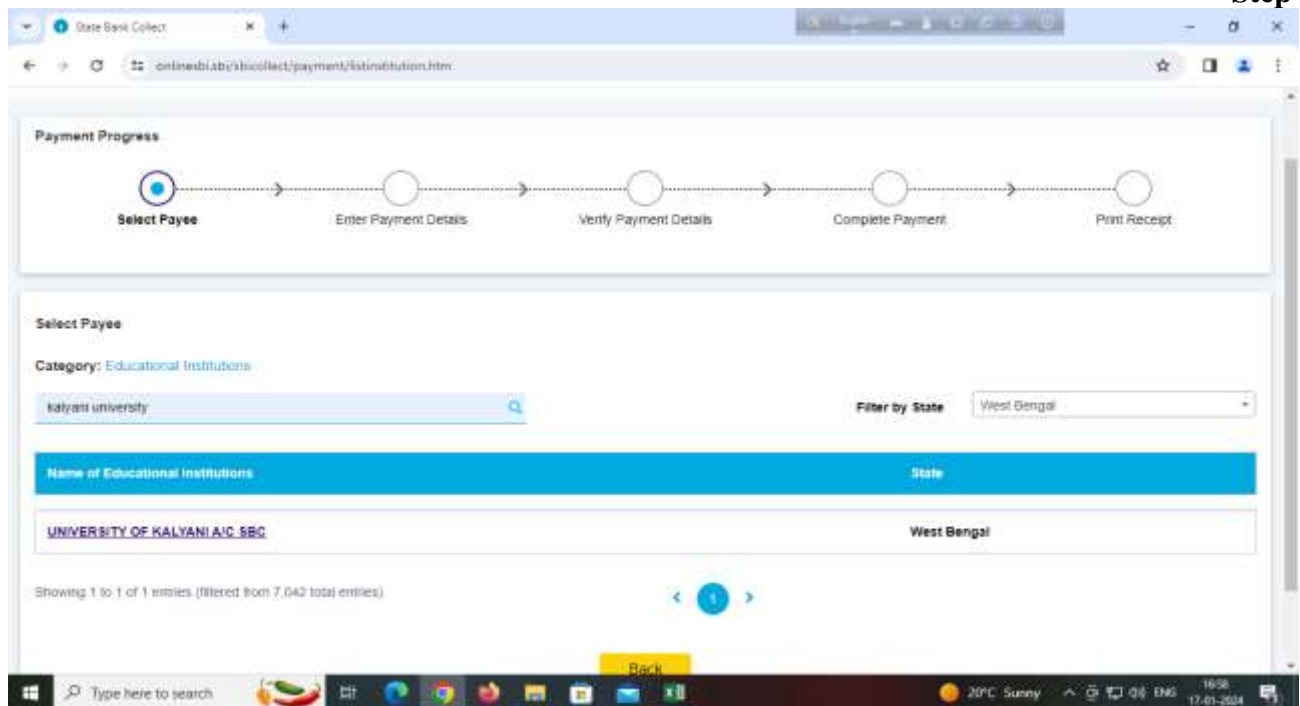 Step
State Bank Collect
onlinesbi.sbi/sbicollect/payment/listinstitution.htm
Payment Progress
Select Payee
Enter Payment Details
Verify Payment Details
Complete Payment
Print Receipt
Select Payee
Category: Educational Institutions
kalyani university
Filter by State
West Bengal
Name of Educational Institutions
State
UNIVERSITY OF KALYANI A/C SBC
West Bengal
Showing 1 to 1 of 1 entries (filtered from 7,042 total entries)
1
Back
Type here to search
20°C Sunny
ENG
16:58
17-01-2024